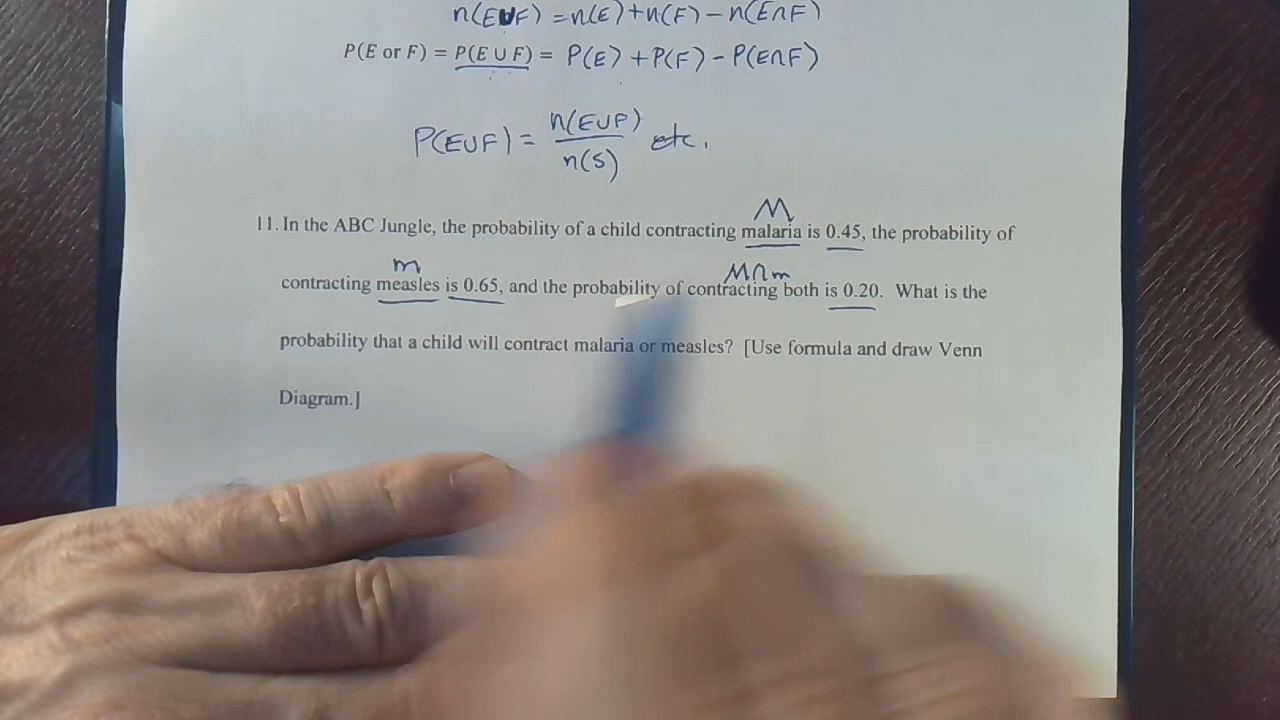 n(E∪F) = n(E) + n(F) - n(E∩F)
P(E or F) = P(E ∪ F) = P(E) + P(F) - P(E∩F)
P(E∪F) = n(E∪F) / n(S) etc.
M
11. In the ABC Jungle, the probability of a child contracting malaria is 0.45, the probability of
m M∩m
contracting measles is 0.65, and the probability of contracting both is 0.20. What is the
probability that a child will contract malaria or measles? [Use formula and draw Venn
Diagram.]